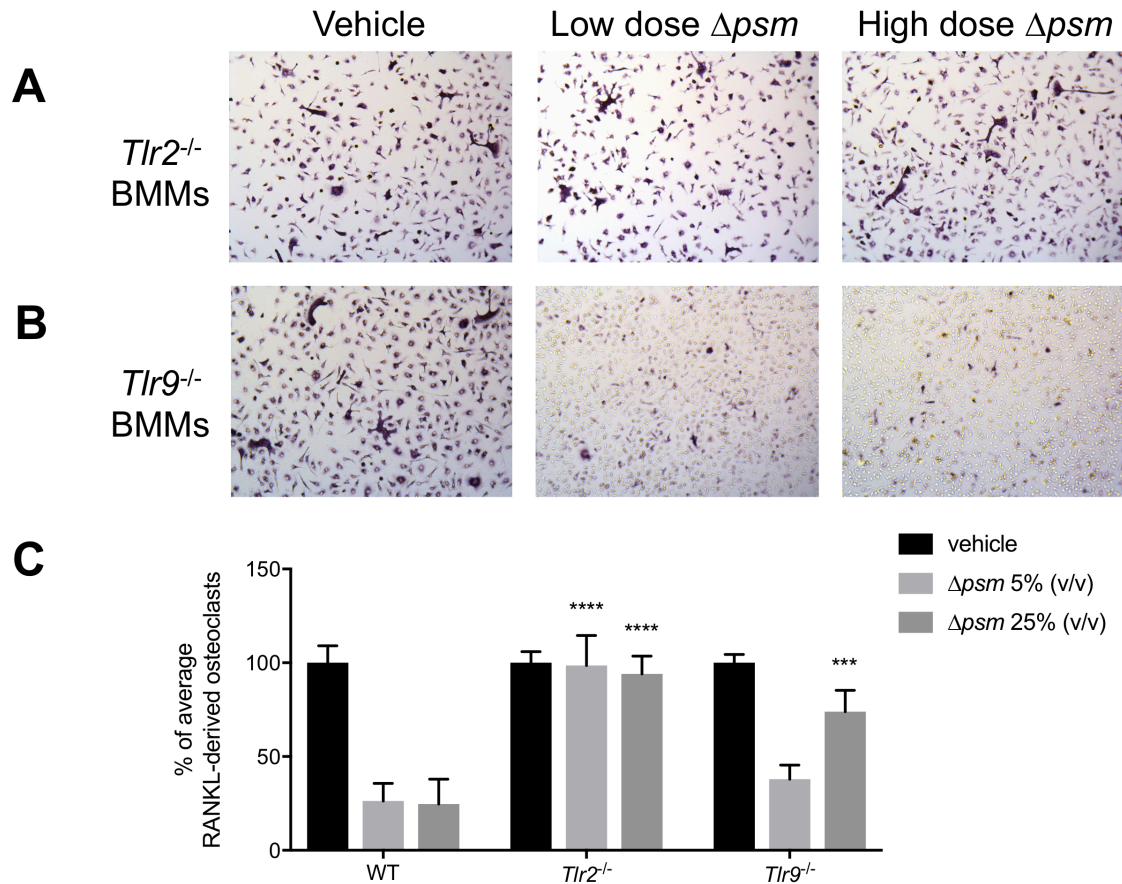 Vehicle
Low dose Δpsm
High dose Δpsm
A
Tlr2-/-
BMMs
B
Tlr9-/-
BMMs
C
vehicle
Δpsm 5% (v/v)
Δpsm 25% (v/v)
% of average
RANKL-derived osteoclasts
150
100
50
0
****
****
***
WT
Tlr2-/-
Tlr9-/-